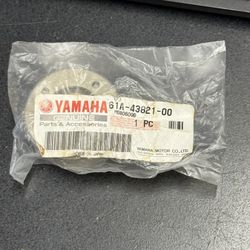 YAMAHA
GENUINE
Parts & Accessories
61A-43821-00
1 PC
YAMAHA MOTOR CO., LTD.